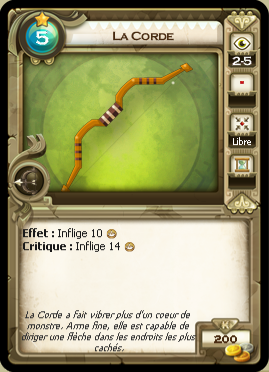 LA CORDE
5
2-5
Libre
Effet : Inflige 10
Critique : Inflige 14
La Corde a fait vibrer plus d'un coeur de
monstre. Arme fine, elle est capable de
diriger une flèche dans les endroits les plus
cachés.
K
200